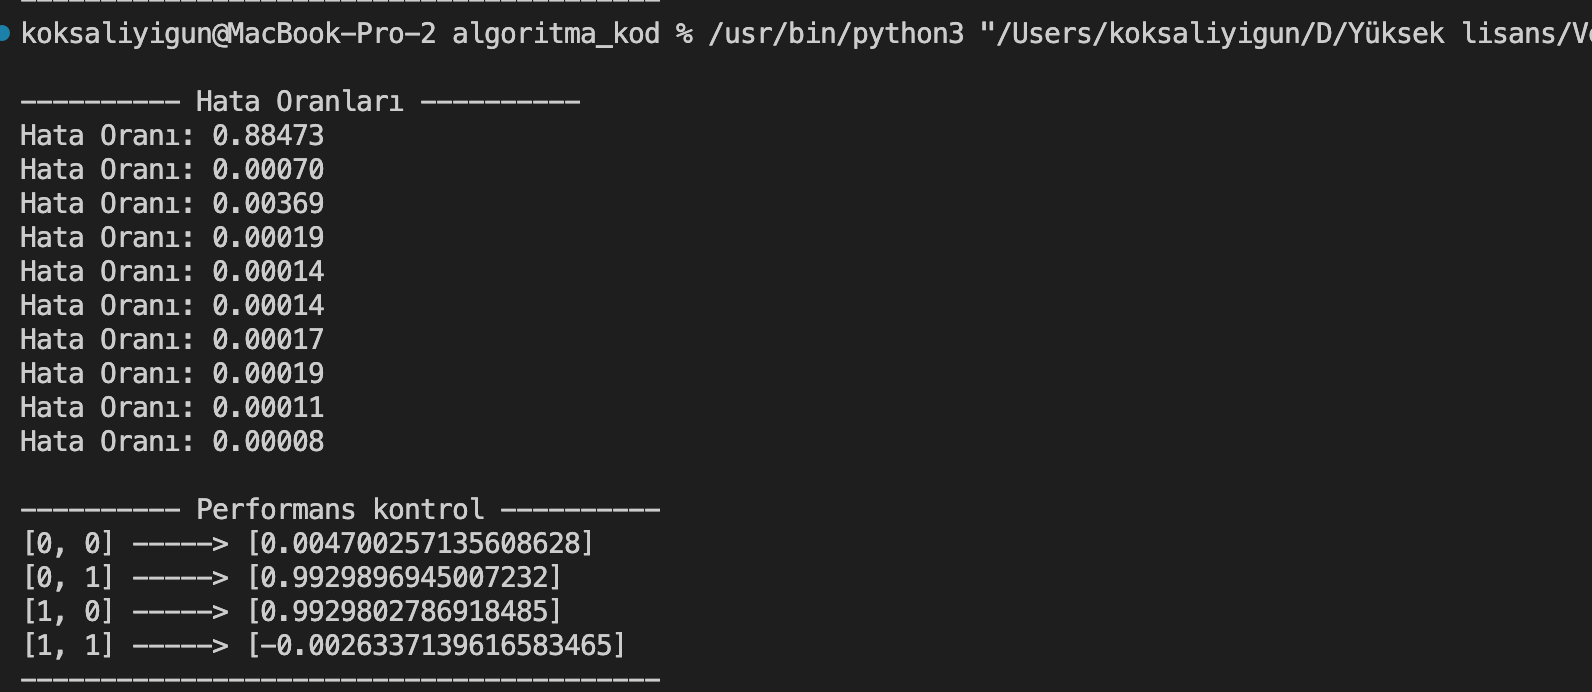 koksaliyigun@MacBook-Pro-2 algoritma_kod % /usr/bin/python3 "/Users/koksaliyigun/D/Yüksek lisans/V
---------- Hata Oranları ----------
Hata Oranı: 0.88473
Hata Oranı: 0.00070
Hata Oranı: 0.00369
Hata Oranı: 0.00019
Hata Oranı: 0.00014
Hata Oranı: 0.00014
Hata Oranı: 0.00017
Hata Oranı: 0.00019
Hata Oranı: 0.00011
Hata Oranı: 0.00008
---------- Performans kontrol ----------
[0, 0] -----> [0.004700257135608628]
[0, 1] -----> [0.9929896945007232]
[1, 0] -----> [0.9929802786918485]
[1, 1] -----> [-0.0026337139616583465]
----------------------------------------